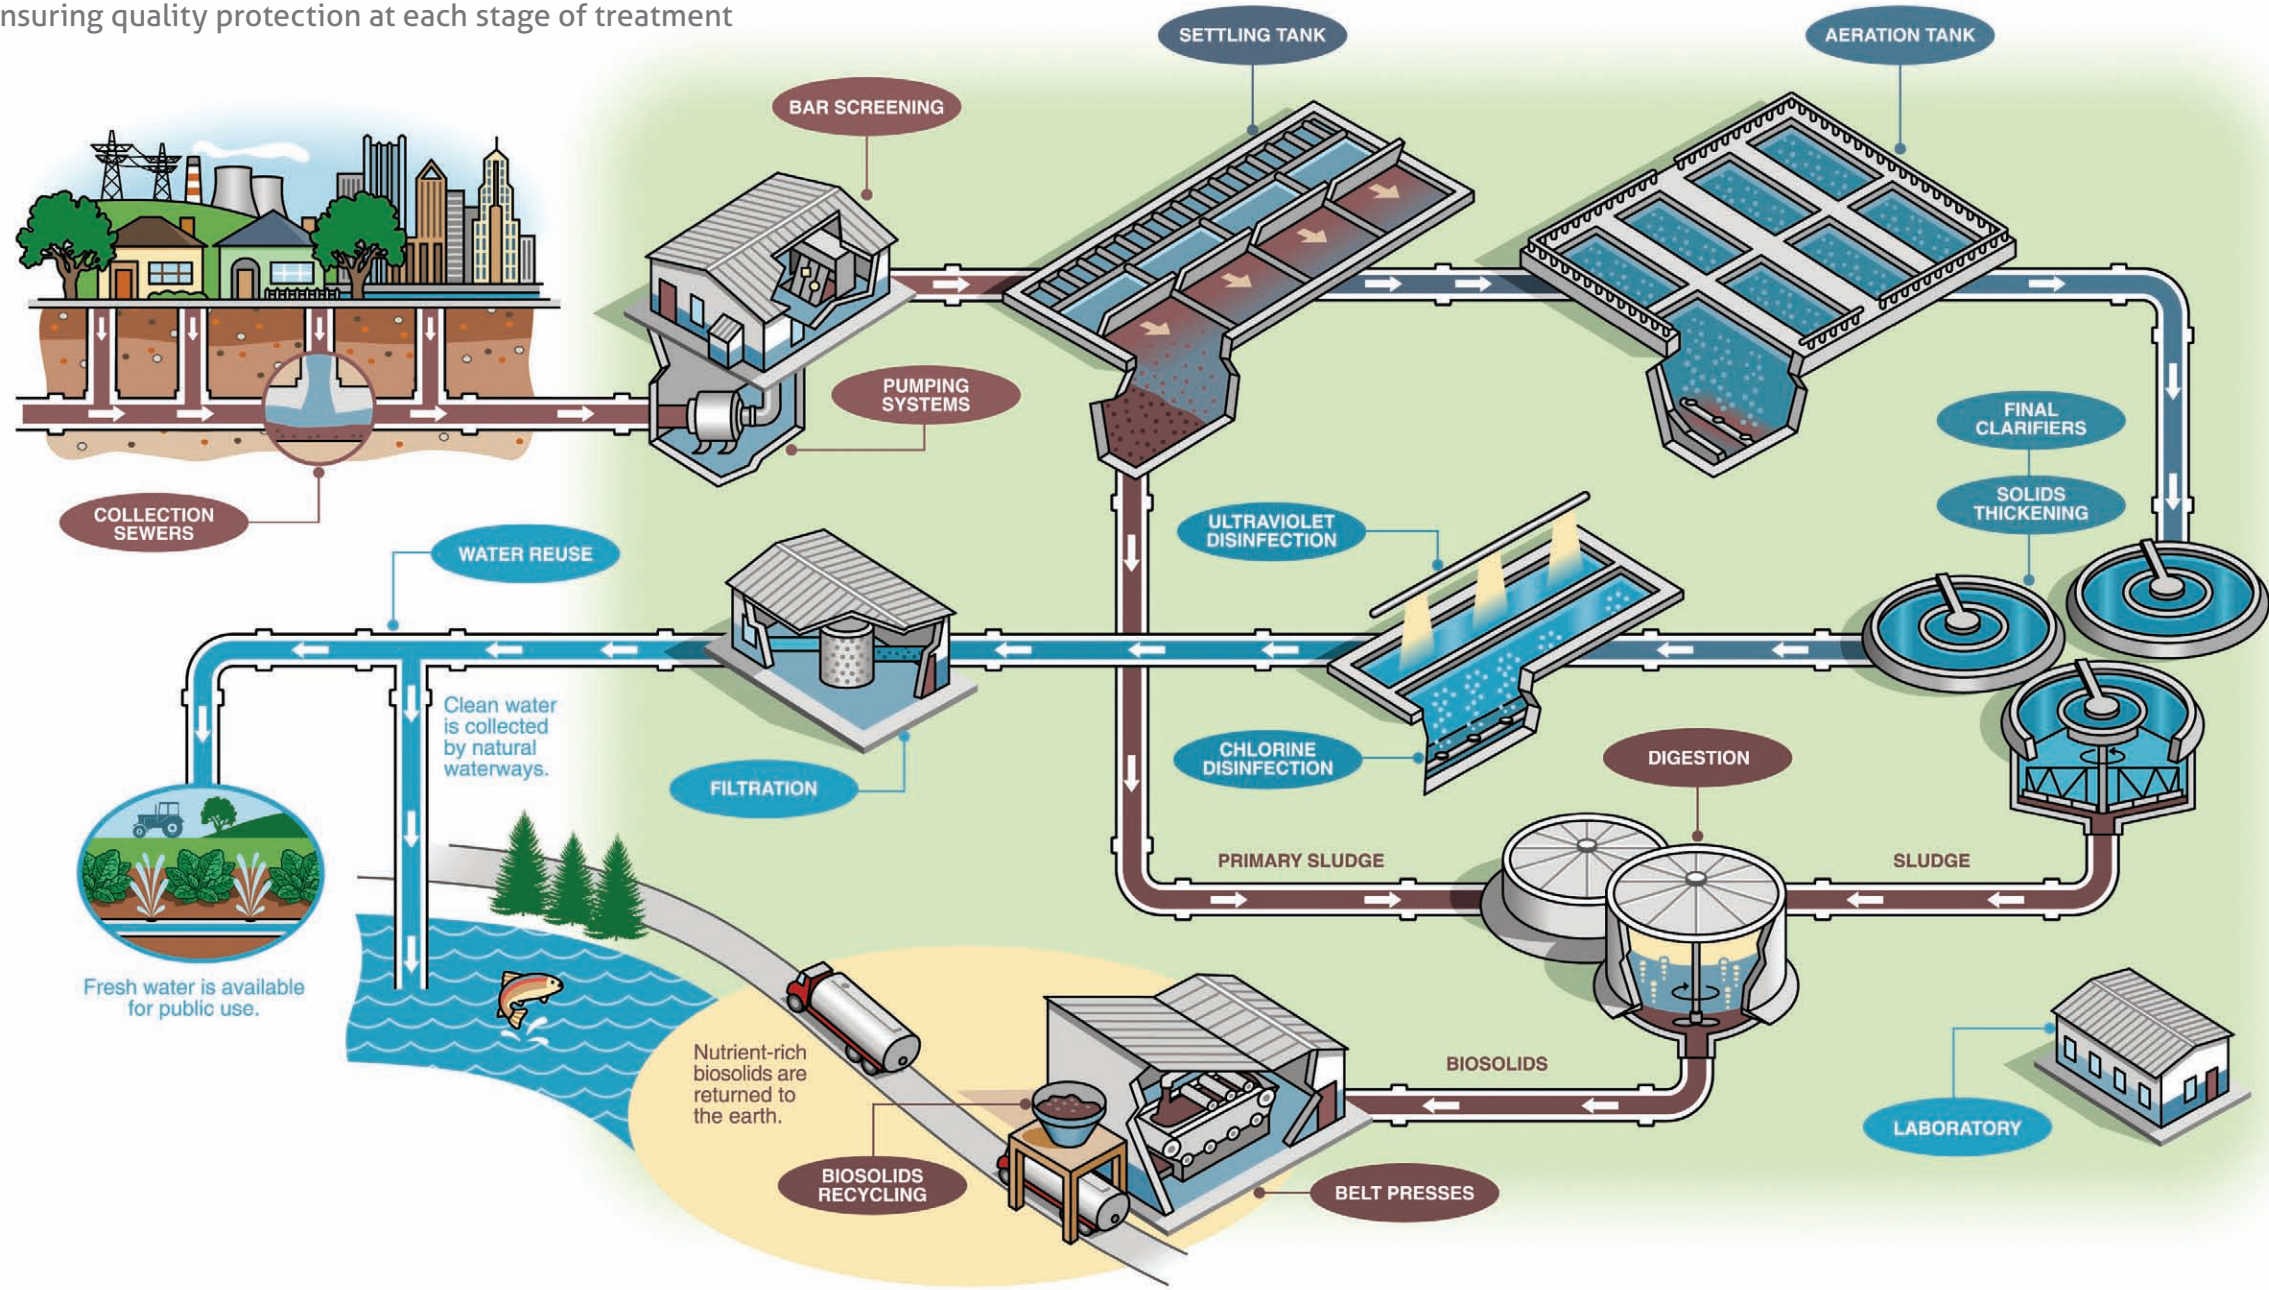 nsuring quality protection at each stage of treatment
SETTLING TANK
AERATION TANK
BAR SCREENING
PUMPING
SYSTEMS
FINAL
CLARIFIERS
SOLIDS
THICKENING
COLLECTION
SEWERS
WATER REUSE
ULTRAVIOLET
DISINFECTION
Clean water
is collected
by natural
waterways.
FILTRATION
CHLORINE
DISINFECTION
DIGESTION
PRIMARY SLUDGE
SLUDGE
Fresh water is available
for public use.
Nutrient-rich
biosolids are
returned to
the earth.
BIOSOLIDS
LABORATORY
BIOSOLIDS
RECYCLING
BELT PRESSES